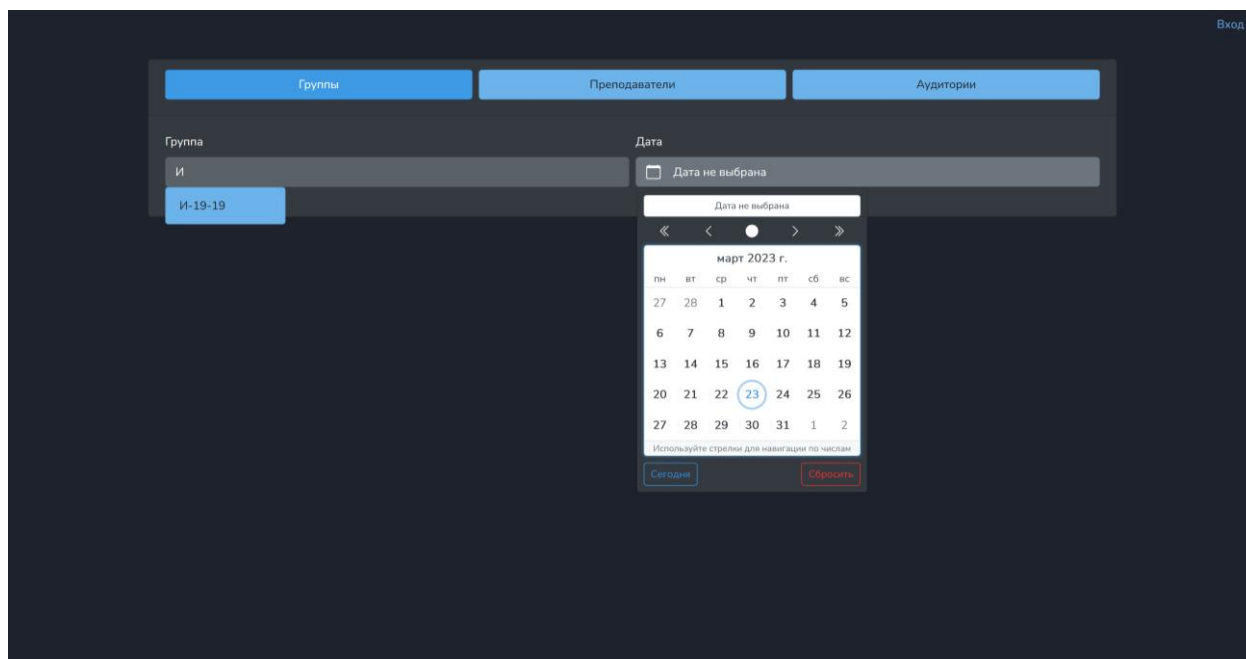 Вход
Группы Преподаватели Аудитории
Группа Дата
И Дата не выбрана
И-19-19
Дата не выбрана
март 2023 г.
пн вт ср чт пт сб вс
27 28 1 2 3 4 5
6 7 8 9 10 11 12
13 14 15 16 17 18 19
20 21 22 23 24 25 26
27 28 29 30 31 1 2
Используйте стрелки для навигации по числам
Сегодня Сбросить